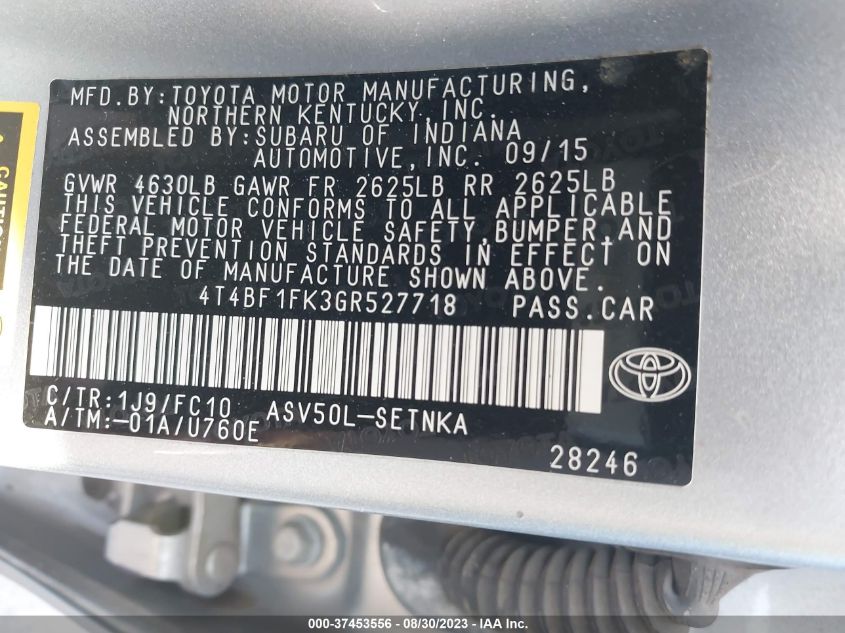 MFD.BY:TOYOTA MOTOR MANUFACTURING,
NORTHERN KENTUCKY,INC.
ASSEMBLED BY:SUBARU OF INDIANA
AUTOMOTIVE,INC. 09/15
GVWR 4630LB GAWR FR 2625LB RR 2625LB
THIS VEHICLE CONFORMS TO ALL APPLICABLE
FEDERAL MOTOR VEHICLE SAFETY,BUMPER,AND
THEFT PREVENTION STANDARDS IN EFFECT ON
THE DATE OF MANUFACTURE SHOWN ABOVE.
4T4BF1FK3GR527718 PASS.CAR
C/TR:1J9/FC10 ASV50L-SETNKA
A/TM:-01A/U760E
28246
CAUTION
000-37453556 - 08/30/2023 - IAA Inc.